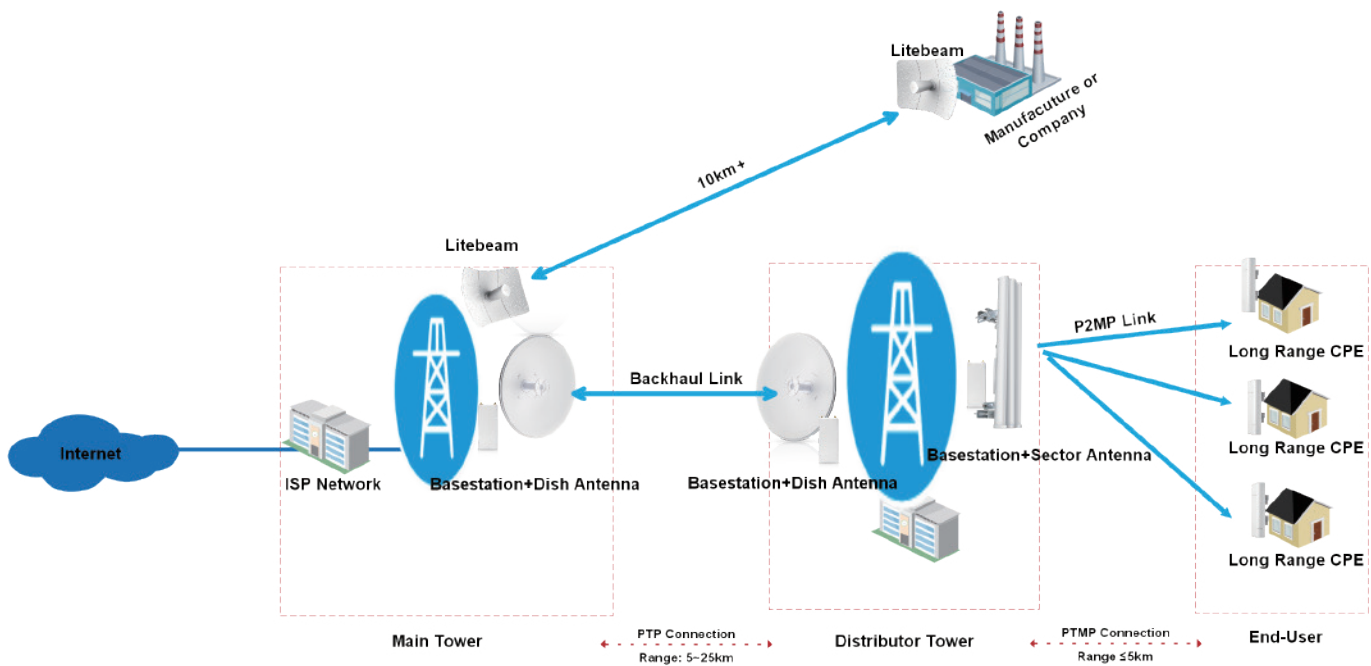 Litebeam
Manufacuture or
Company
10km+
Litebeam
P2MP Link
Long Range CPE
Backhaul Link
Internet
ISP Network
Basestation+Dish Antenna
Basestation+Dish Antenna
Basestation+Sector Antenna
Long Range CPE
Long Range CPE
Main Tower
PTP Connection
Range: 5~25km
Distributor Tower
PTMP Connection
Range ≤5km
End-User